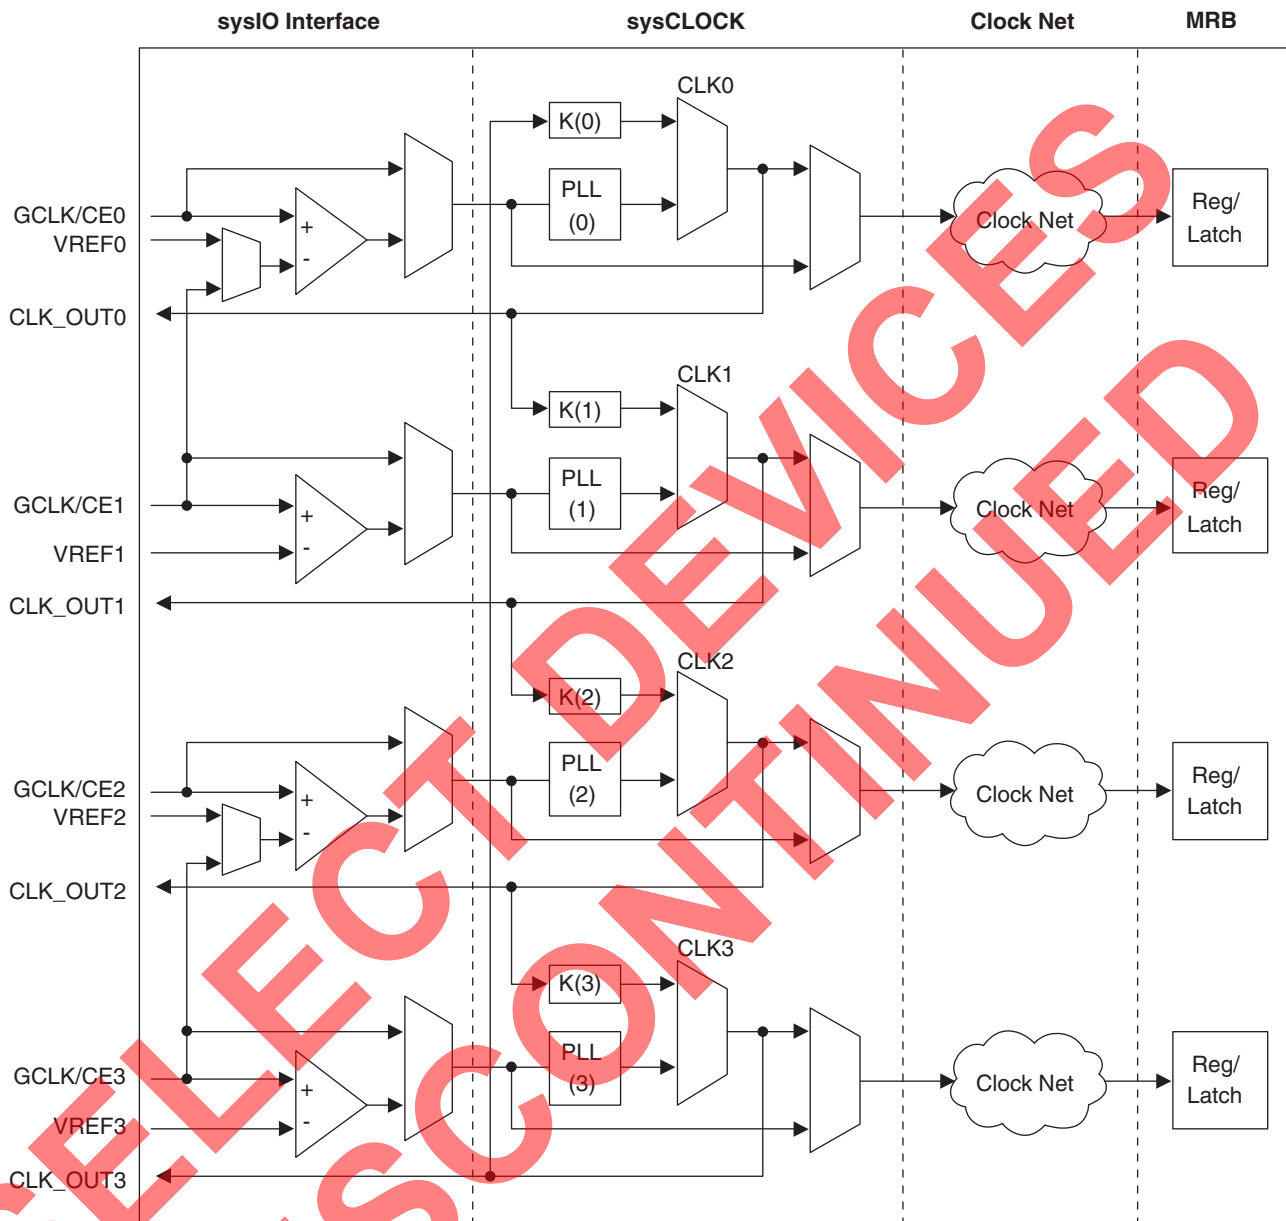 sysIO Interface
sysCLOCK
Clock Net
MRB
CLK0
K(0)
PLL
(0)
GCLK/CE0
VREF0
+
-
Clock Net
Reg/
Latch
CLK_OUT0
CLK1
K(1)
PLL
(1)
GCLK/CE1
VREF1
+
-
Clock Net
Reg/
Latch
CLK_OUT1
CLK2
K(2)
PLL
(2)
GCLK/CE2
VREF2
+
-
Clock Net
Reg/
Latch
CLK_OUT2
CLK3
K(3)
PLL
(3)
GCLK/CE3
VREF3
+
-
Clock Net
Reg/
Latch
CLK_OUT3
SELECT DEVICES
DISCONTINUED